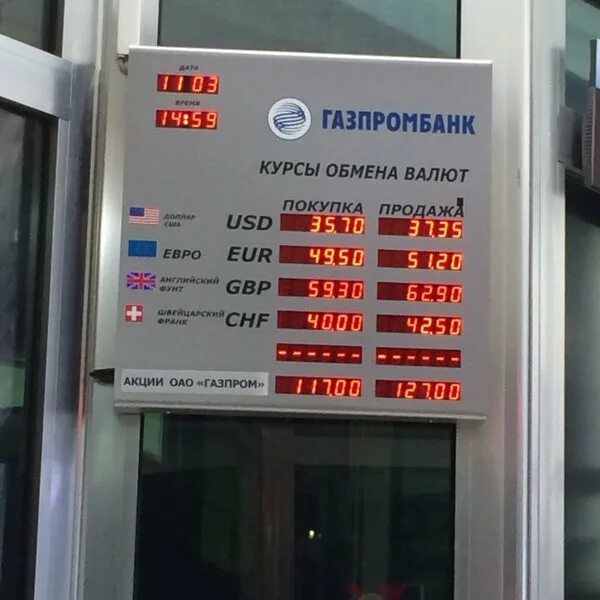 ДАТА
11 03
ВРЕМЯ
14:59
ГАЗПРОМБАНК
КУРСЫ ОБМЕНА ВАЛЮТ
ПОКУПКА ПРОДАЖА
ДОЛЛАР США USD 35.70 37.35
ЕВРО EUR 49.50 51.20
АНГЛИЙСКИЙ ФУНТ GBP 59.30 62.90
ШВЕЙЦАРСКИЙ ФРАНК CHF 40.00 42.50
------ ------
АКЦИИ ОАО «ГАЗПРОМ» 117.00 127.00